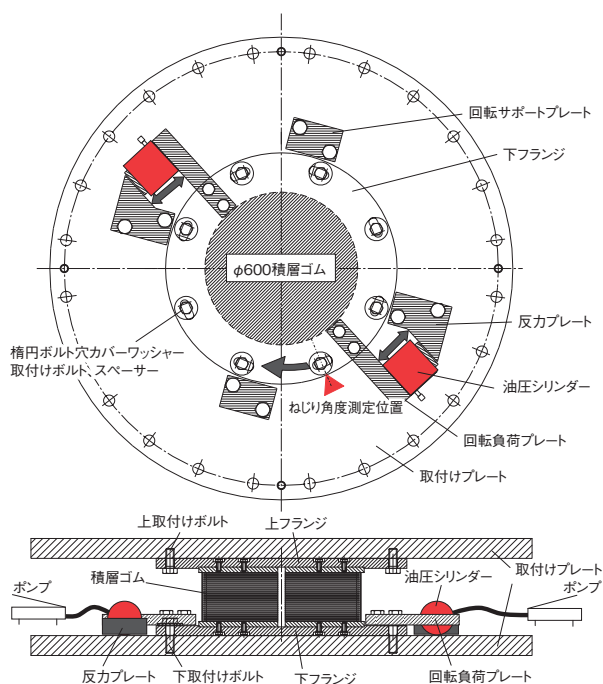 回転サポートプレート
下フランジ
φ600積層ゴム
反力プレート
楕円ボルト穴カバーワッシャー
取付けボルト、スペーサー
油圧シリンダー
ねじり角度測定位置
回転負荷プレート
取付けプレート
上取付けボルト
上フランジ
積層ゴム
油圧シリンダー
取付けプレート
ポンプ
ポンプ
反力プレート
下取付けボルト
下フランジ
回転負荷プレート